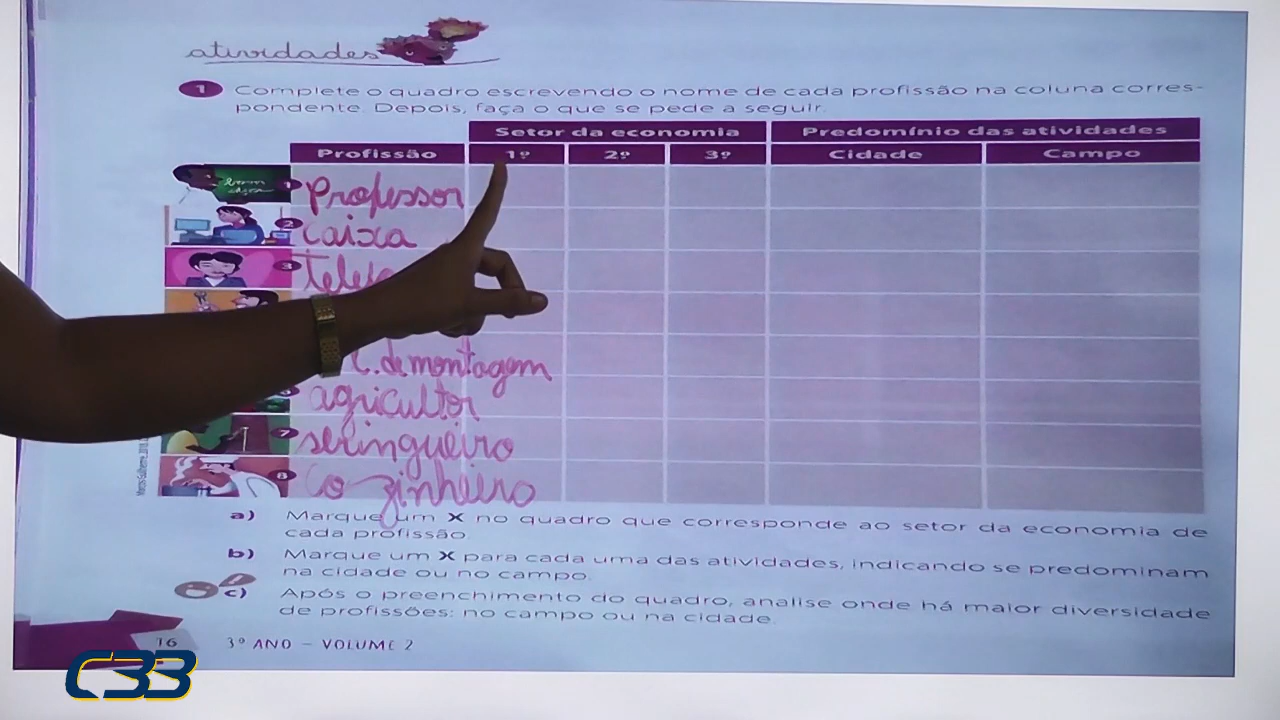 atividades
1 Complete o quadro escrevendo o nome de cada profissão na coluna corres-
pondente. Depois, faça o que se pede a seguir.
Setor da economia Predomínio das atividades
Profissão 1º 2º 3º Cidade Campo
1 Professor
2 Caixa
3
de montagem
agricultor
7 seringueiro
8 Cozinheiro
a) Marque um X no quadro que corresponde ao setor da economia de
cada profissão.
b) Marque um X para cada uma das atividades, indicando se predominam
na cidade ou no campo.
c) Após o preenchimento do quadro, analise onde há maior diversidade
de profissões: no campo ou na cidade.
16 3º ANO – VOLUME 2
C33